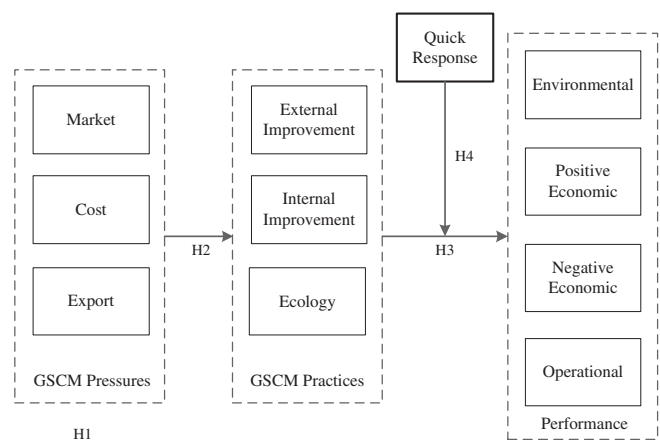 Market
Cost
Export
GSCM Pressures
H1
H2
External
Improvement
Internal
Improvement
Ecology
GSCM Practices
Quick
Response
H4
H3
Environmental
Positive
Economic
Negative
Economic
Operational
Performance